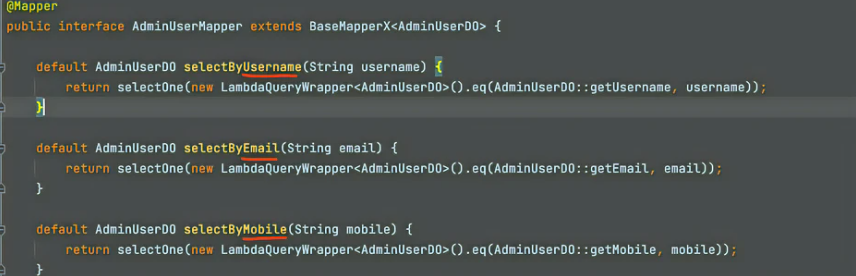 @Mapper
public interface AdminUserMapper extends BaseMapperX<AdminUserDO> {
default AdminUserDO selectByUsername(String username) {
return selectOne(new LambdaQueryWrapper<AdminUserDO>().eq(AdminUserDO::getUsername, username));
}
default AdminUserDO selectByEmail(String email) {
return selectOne(new LambdaQueryWrapper<AdminUserDO>().eq(AdminUserDO::getEmail, email));
}
default AdminUserDO selectByMobile(String mobile) {
return selectOne(new LambdaQueryWrapper<AdminUserDO>().eq(AdminUserDO::getMobile, mobile));
}